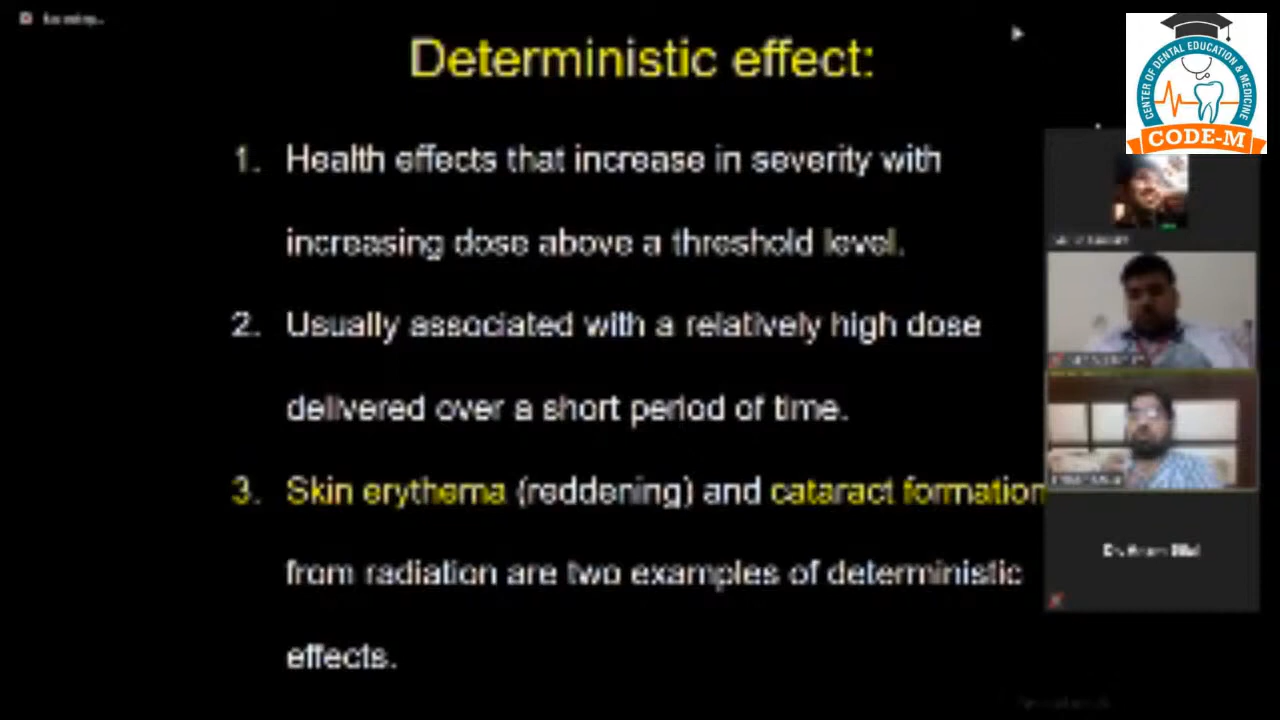 Deterministic effect:
1. Health effects that increase in severity with
increasing dose above a threshold level.
2. Usually associated with a relatively high dose
delivered over a short period of time.
3. Skin erythema (reddening) and cataract formation
from radiation are two examples of deterministic
effects.
CENTER OF DENTAL EDUCATION & MEDICINE
CODE-M